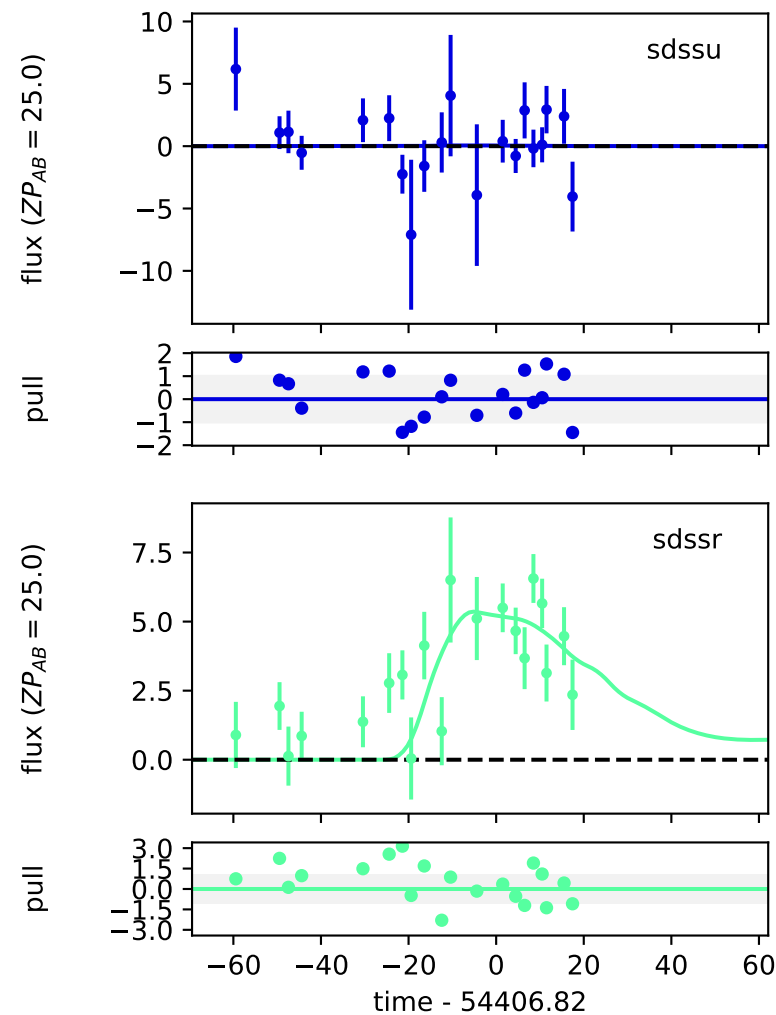 10
5
0
−5
−10
flux (ZP_AB = 25.0)
sdssu
2
1
0
−1
−2
pull
7.5
5.0
2.5
0.0
flux (ZP_AB = 25.0)
sdssr
3.0
1.5
0.0
−1.5
−3.0
pull
−60 −40 −20 0 20 40 60
time - 54406.82